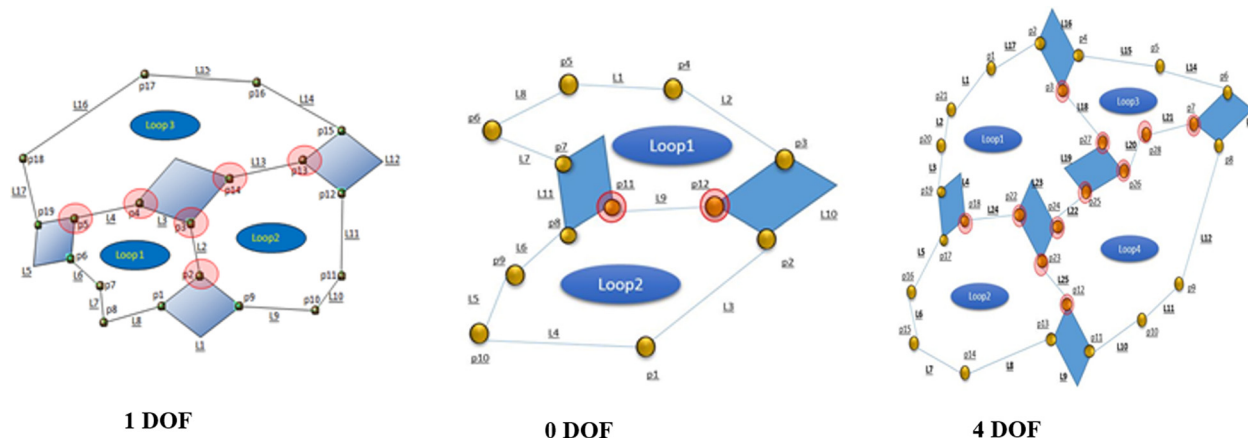 L15
p17
p16
L16
L14
Loop3
p15
p18
L13
p13
L12
p14
p12
L17
p19
p5
L4
p4
L3
p3
Loop2
Loop1
L5
p6
L2
L11
L6
p7
p2
p11
L7
p8
p1
p9
p10
L10
L8
L9
L1
1 DOF
p5
L1
p4
L8
L2
p6
Loop1
p7
p3
L7
L11
p11
p12
L9
L10
p8
L6
p9
Loop2
p2
L5
L3
L4
p10
p1
0 DOF
L16
p2
L17
p4
L15
p5
p1
L14
p6
L1
p3
Loop3
p7
p21
L18
L21
L2
p27
L20
p28
p20
Loop1
p8
L3
L19
L4
p26
p19
L23
p25
p18
p22
L24
p24
L22
L5
p17
Loop4
L12
p23
p16
Loop2
L25
p12
p9
L6
L11
p15
p13
p11
p10
p14
L10
L7
L8
L9
4 DOF